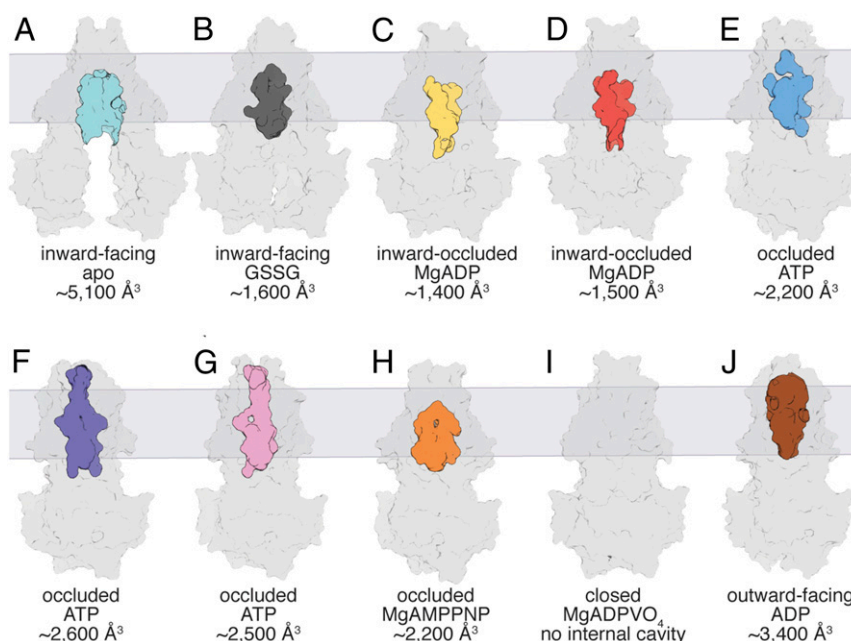 A
B
C
D
E
inward-facing
apo
~5,100 Å³
inward-facing
GSSG
~1,600 Å³
inward-occluded
MgADP
~1,400 Å³
inward-occluded
MgADP
~1,500 Å³
occluded
ATP
~2,200 Å³
F
G
H
I
J
occluded
ATP
~2,600 Å³
occluded
ATP
~2,500 Å³
occluded
MgAMPPNP
~2,200 Å³
closed
MgADPVO₄
no internal cavity
outward-facing
ADP
~3,400 Å³